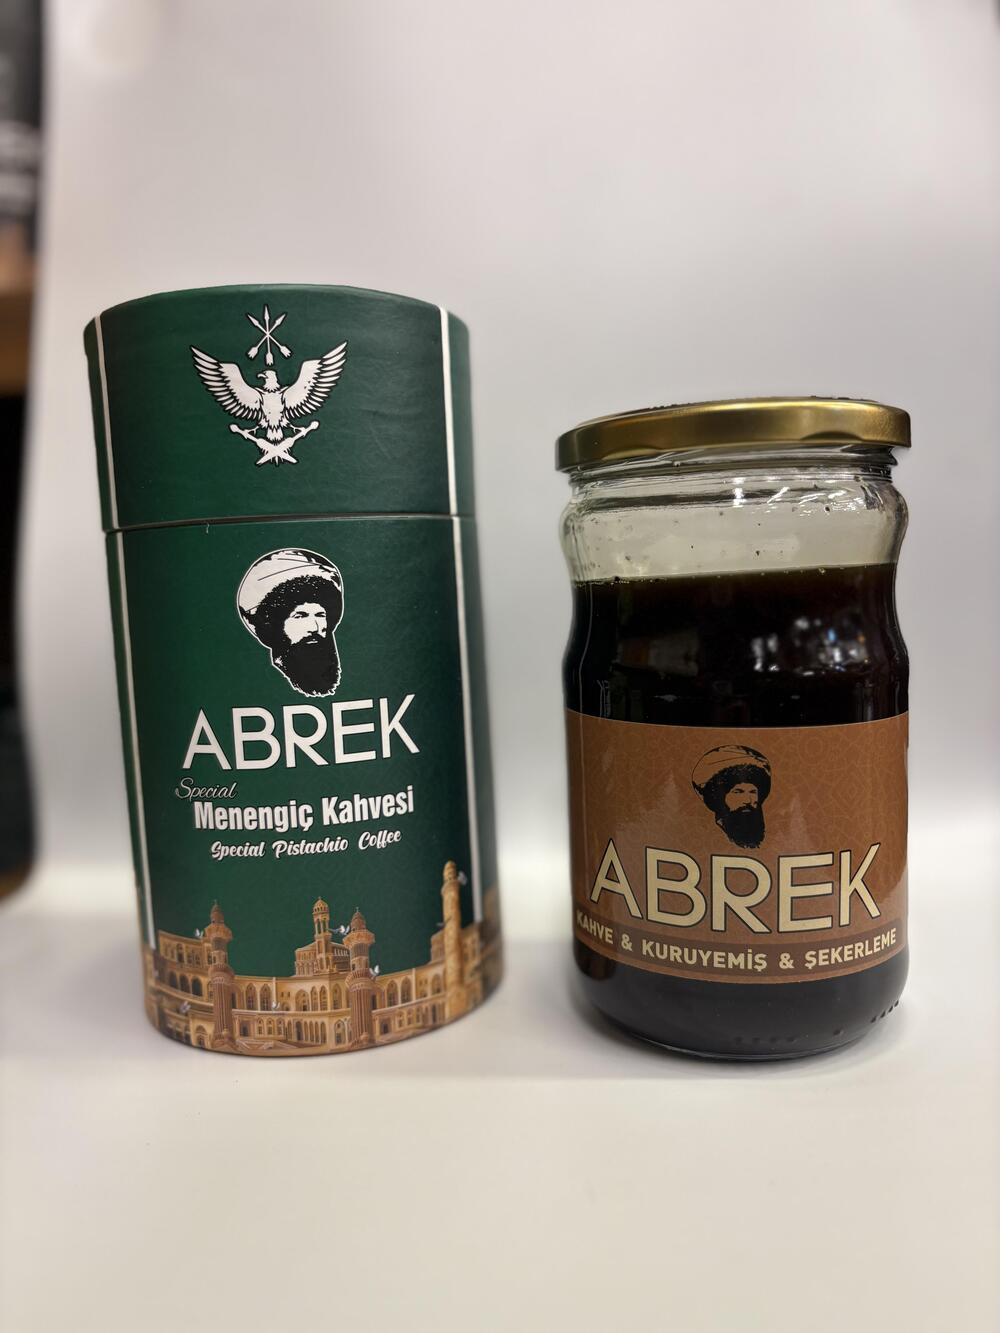 ABREK
Special
Menengiç Kahvesi
Special Pistachio Coffee
ABREK
KAHVE & KURUYEMİŞ & ŞEKERLEME